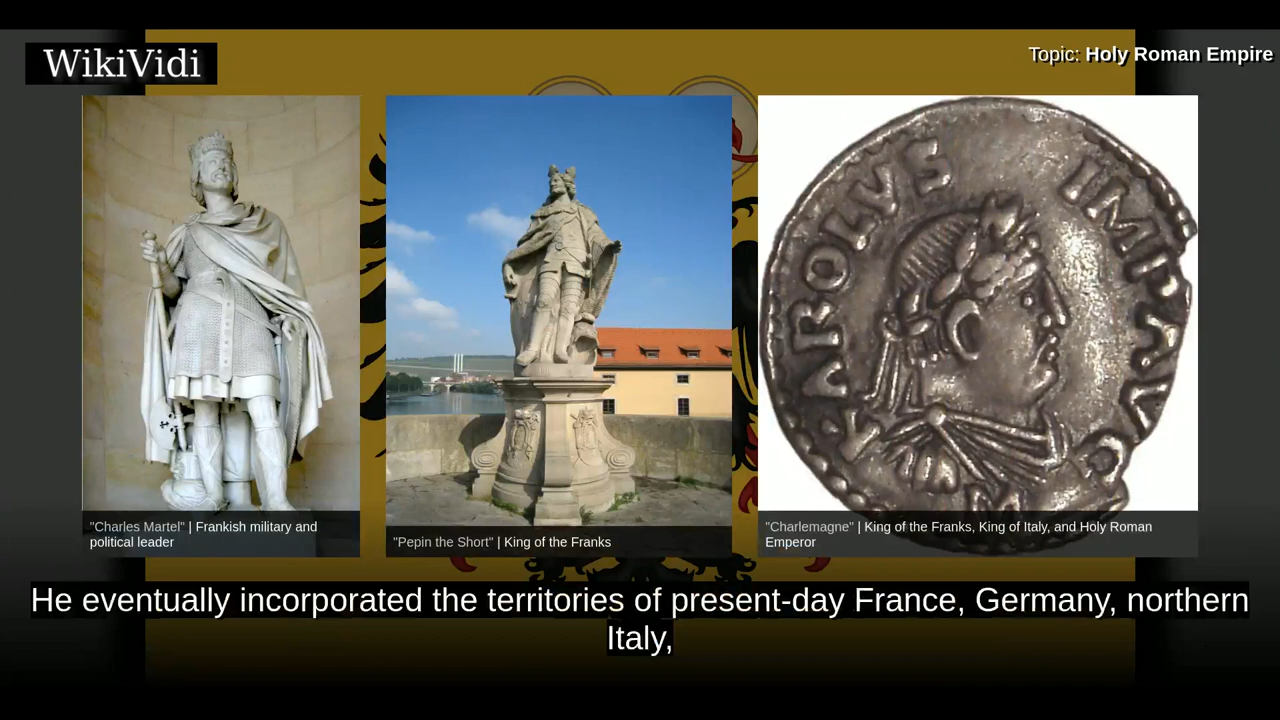 WikiVidi
Topic: Holy Roman Empire
KAROLVS IMP AVG
M
"Charles Martel" | Frankish military and
political leader
"Pepin the Short" | King of the Franks
"Charlemagne" | King of the Franks, King of Italy, and Holy Roman
Emperor
He eventually incorporated the territories of present-day France, Germany, northern
Italy,